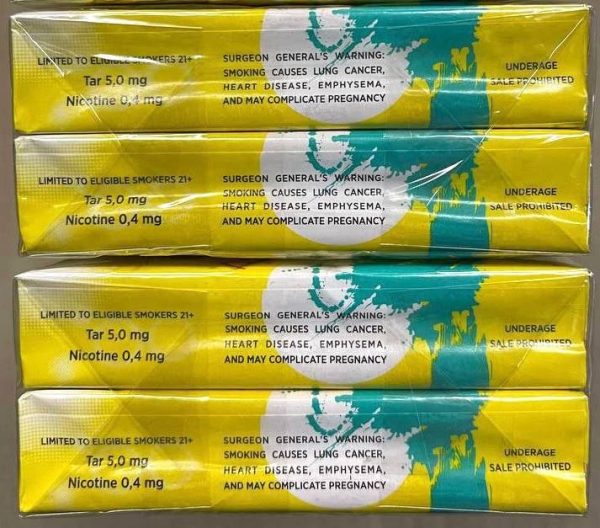 LIMITED TO ELIGIBLE SMOKERS 21+
Tar 5,0 mg
Nicotine 0,4 mg
SURGEON GENERAL'S WARNING:
SMOKING CAUSES LUNG CANCER,
HEART DISEASE, EMPHYSEMA,
AND MAY COMPLICATE PREGNANCY
UNDERAGE
SALE PROHIBITED
LIMITED TO ELIGIBLE SMOKERS 21+
Tar 5,0 mg
Nicotine 0,4 mg
SURGEON GENERAL'S WARNING:
SMOKING CAUSES LUNG CANCER,
HEART DISEASE, EMPHYSEMA,
AND MAY COMPLICATE PREGNANCY
UNDERAGE
SALE PROHIBITED
LIMITED TO ELIGIBLE SMOKERS 21+
Tar 5,0 mg
Nicotine 0,4 mg
SURGEON GENERAL'S WARNING:
SMOKING CAUSES LUNG CANCER,
HEART DISEASE, EMPHYSEMA,
AND MAY COMPLICATE PREGNANCY
UNDERAGE
SALE PROHIBITED
LIMITED TO ELIGIBLE SMOKERS 21+
Tar 5,0 mg
Nicotine 0,4 mg
SURGEON GENERAL'S WARNING:
SMOKING CAUSES LUNG CANCER,
HEART DISEASE, EMPHYSEMA,
AND MAY COMPLICATE PREGNANCY
UNDERAGE
SALE PROHIBITED